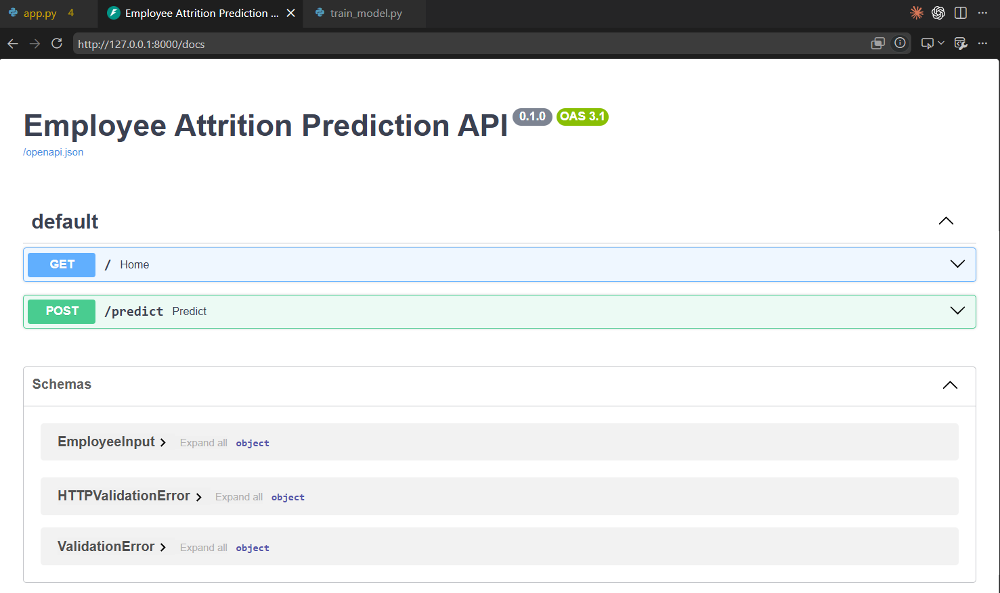 app.py 4 Employee Attrition Prediction ... train_model.py
http://127.0.0.1:8000/docs
Employee Attrition Prediction API 0.1.0 OAS 3.1
/openapi.json
default
GET / Home
POST /predict Predict
Schemas
EmployeeInput Expand all object
HTTPValidationError Expand all object
ValidationError Expand all object